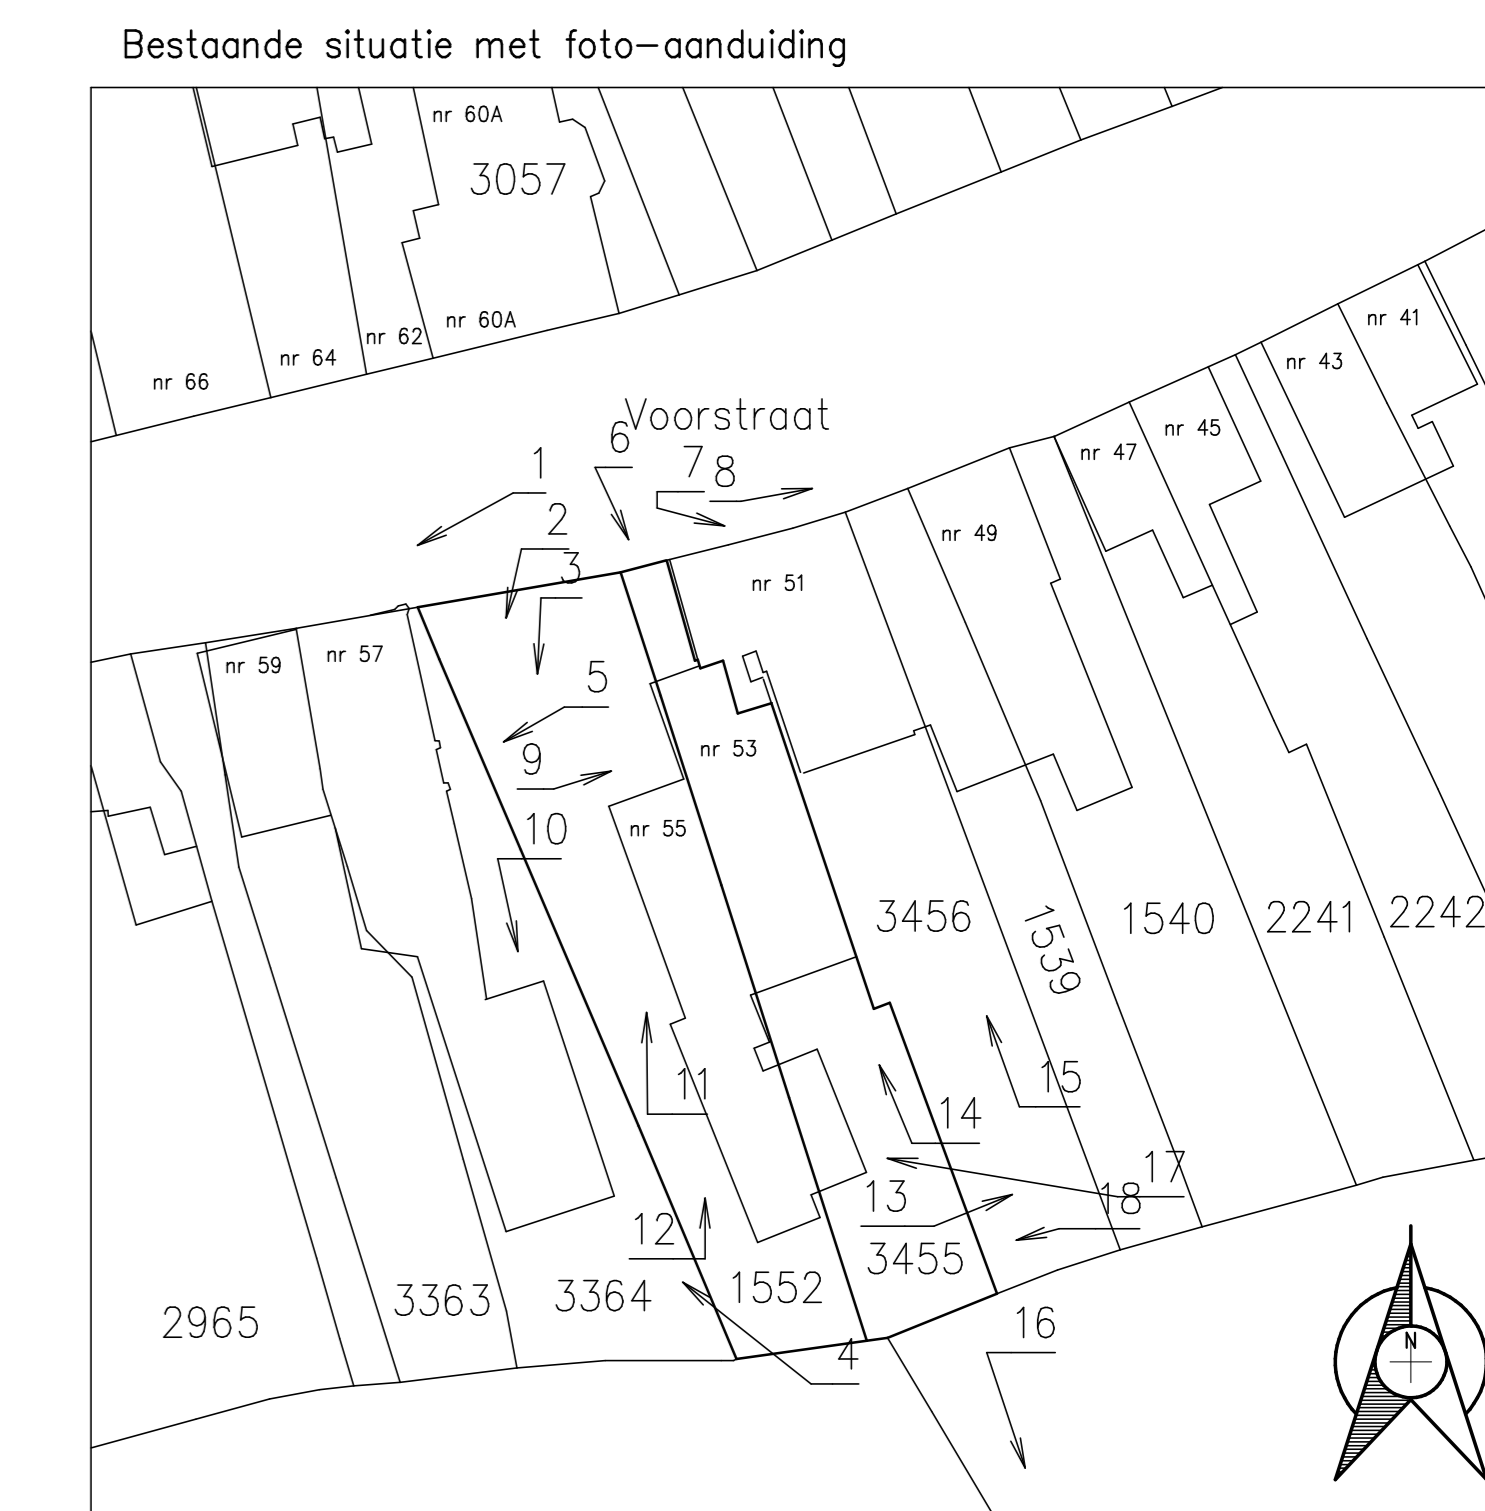 Bestaande situatie met foto-aanduiding
nr 60A
3057
nr 60A
nr 62
nr 64
nr 66
nr 41
nr 43
Voorstraat
nr 45
nr 47
6
1
7
8
2
3
nr 49
nr 51
nr 57
nr 59
5
nr 53
9
10
nr 55
3456
1539
1540
2241
2242
11
15
14
17
13
18
12
3455
1552
3364
3363
2965
16
4
N